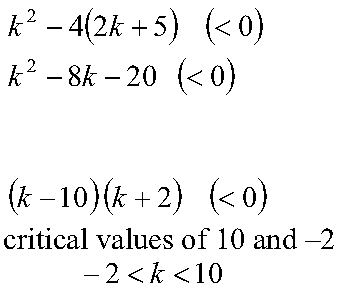 k² − 4(2k + 5)   (< 0)
k² − 8k − 20   (< 0)
(k − 10)(k + 2)   (< 0)
critical values of 10 and –2
− 2 < k < 10